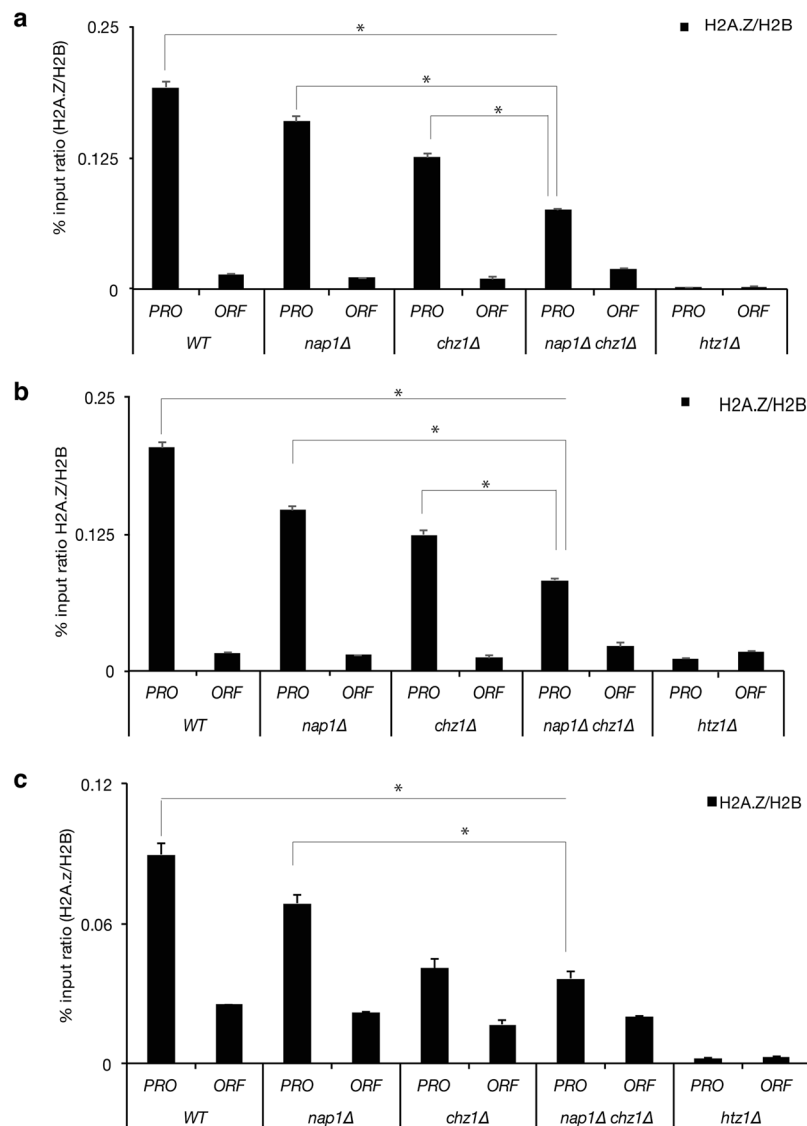 a
0.25
H2A.Z/H2B
*
*
*
% input ratio (H2A.Z/H2B)
0.125
0
PRO ORF PRO ORF PRO ORF PRO ORF PRO ORF
WT nap1Δ chz1Δ nap1Δ chz1Δ htz1Δ
b
0.25
H2A.Z/H2B
*
*
*
% input ratio H2A.Z/H2B
0.125
0
PRO ORF PRO ORF PRO ORF PRO ORF PRO ORF
WT nap1Δ chz1Δ nap1Δ chz1Δ htz1Δ
c
0.12
H2A.Z/H2B
*
*
% input ratio (H2A.z/H2B)
0.06
0
PRO ORF PRO ORF PRO ORF PRO ORF PRO ORF
WT nap1Δ chz1Δ nap1Δ chz1Δ htz1Δ